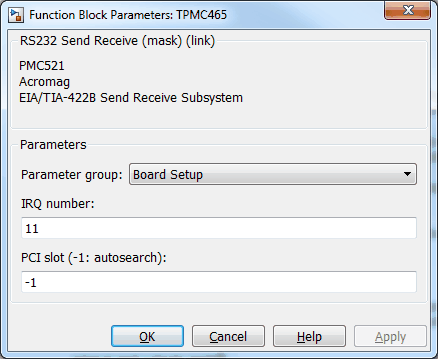 Function Block Parameters: TPMC465
RS232 Send Receive (mask) (link)
PMC521
Acromag
EIA/TIA-422B Send Receive Subsystem
Parameters
Parameter group: Board Setup
IRQ number:
11
PCI slot (-1: autosearch):
-1
OK Cancel Help Apply